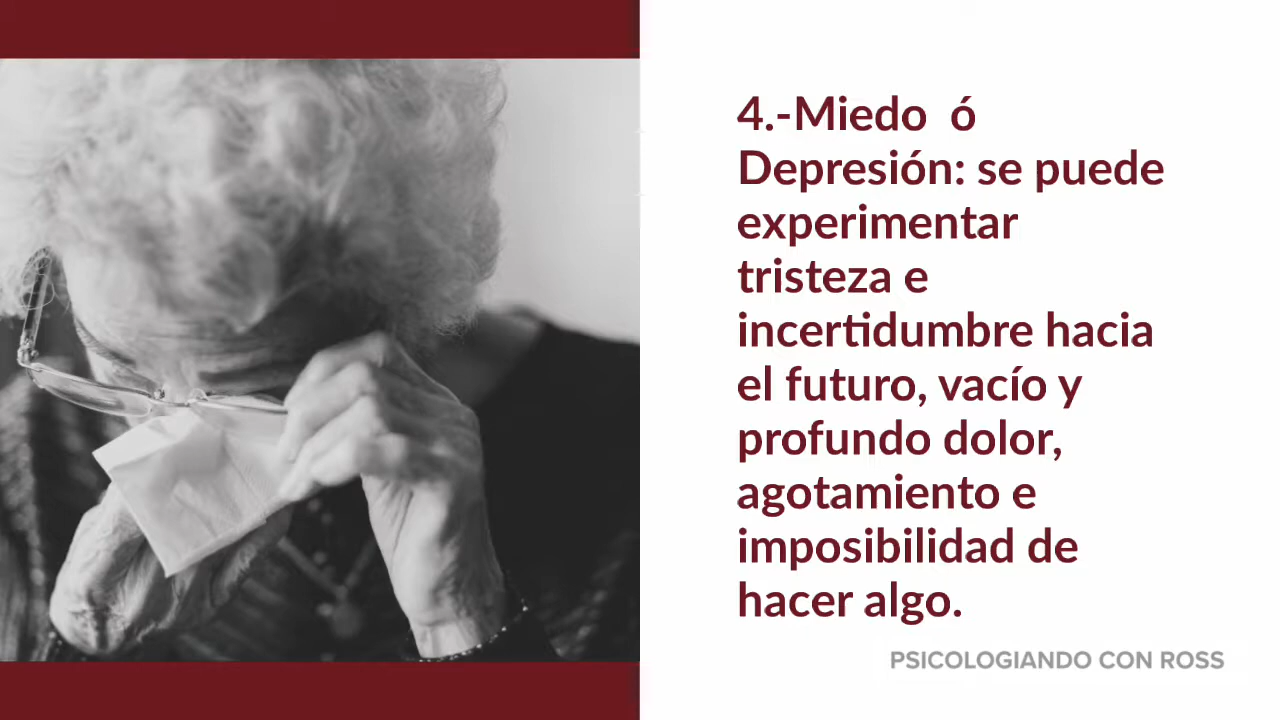 4.-Miedo  ó
Depresión: se puede
experimentar
tristeza e
incertidumbre hacia
el futuro, vacío y
profundo dolor,
agotamiento e
imposibilidad de
hacer algo.
PSICOLOGIANDO CON ROSS